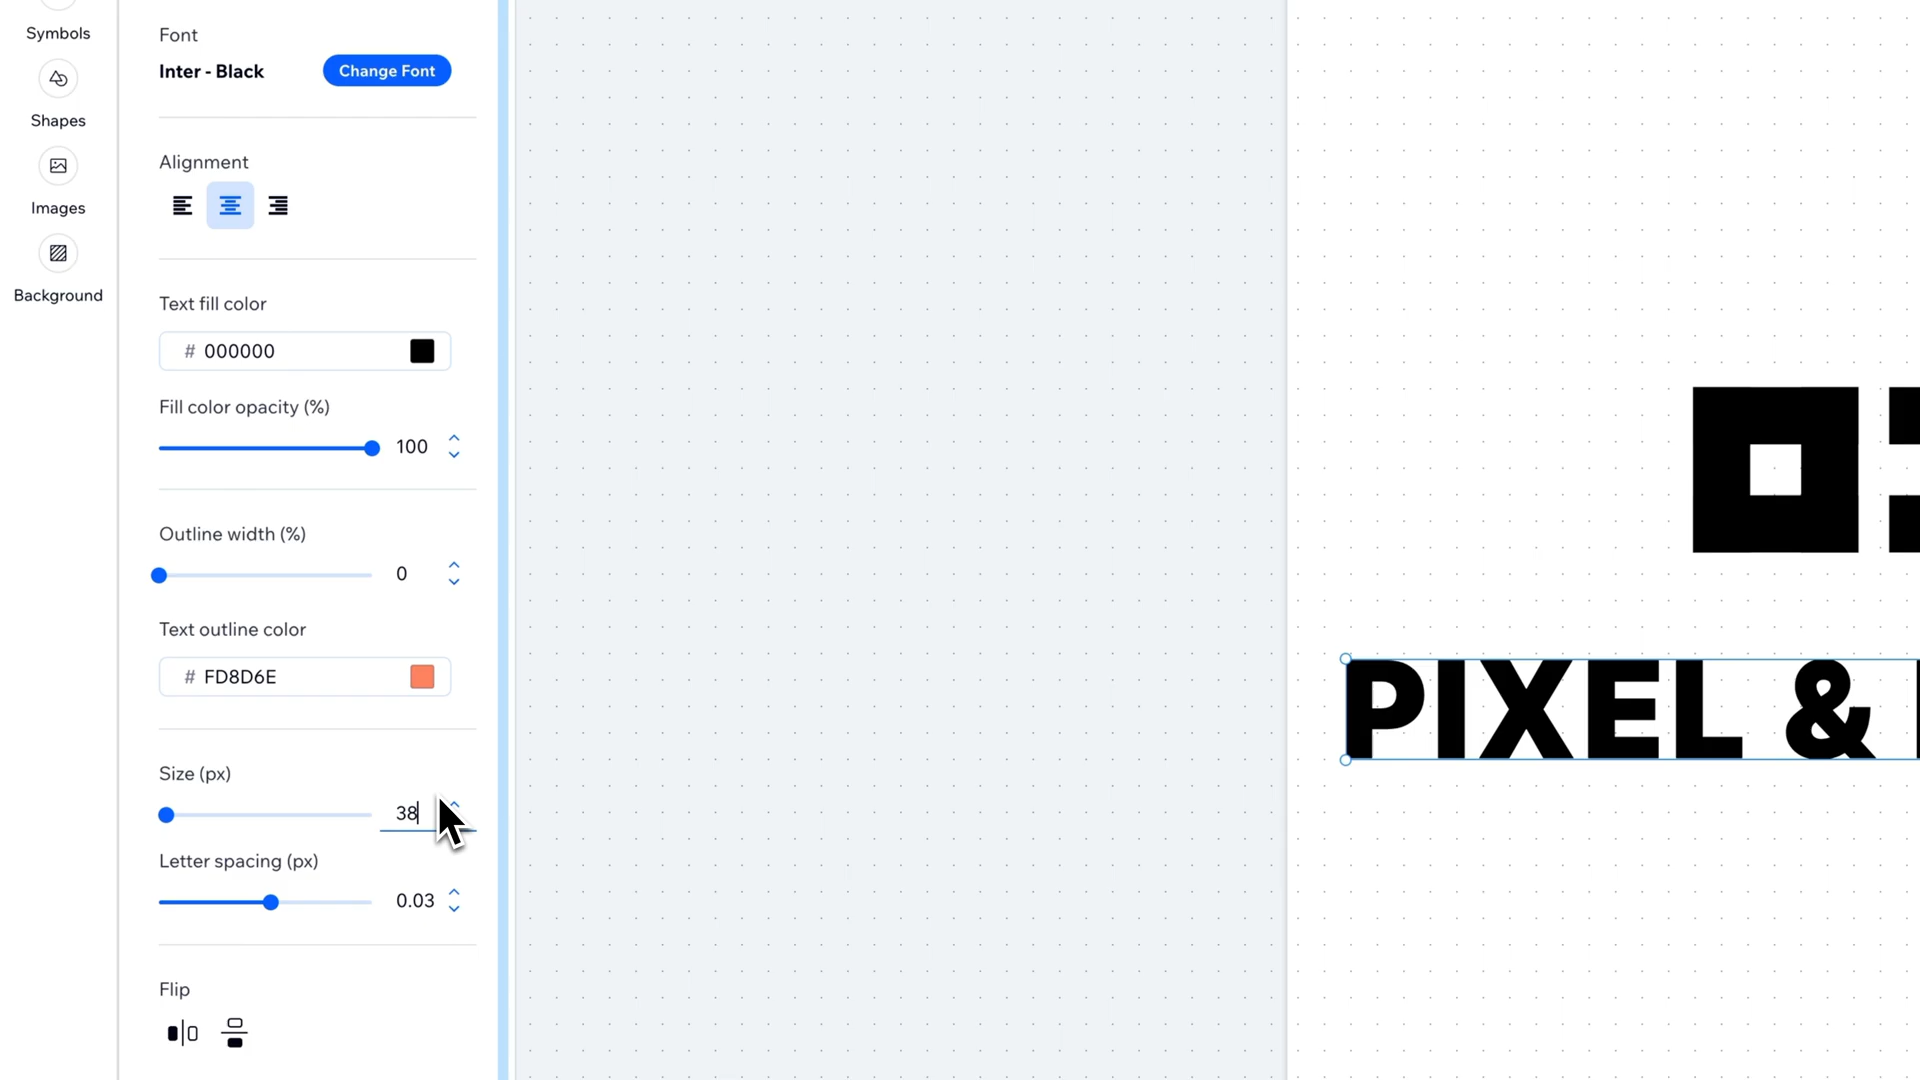 Symbols
Shapes
Images
Background
Font
Inter - Black
Change Font
Alignment
Text fill color
# 000000
Fill color opacity (%)
100
Outline width (%)
0
Text outline color
# FD8D6E
Size (px)
38
Letter spacing (px)
0.03
Flip
PIXEL &